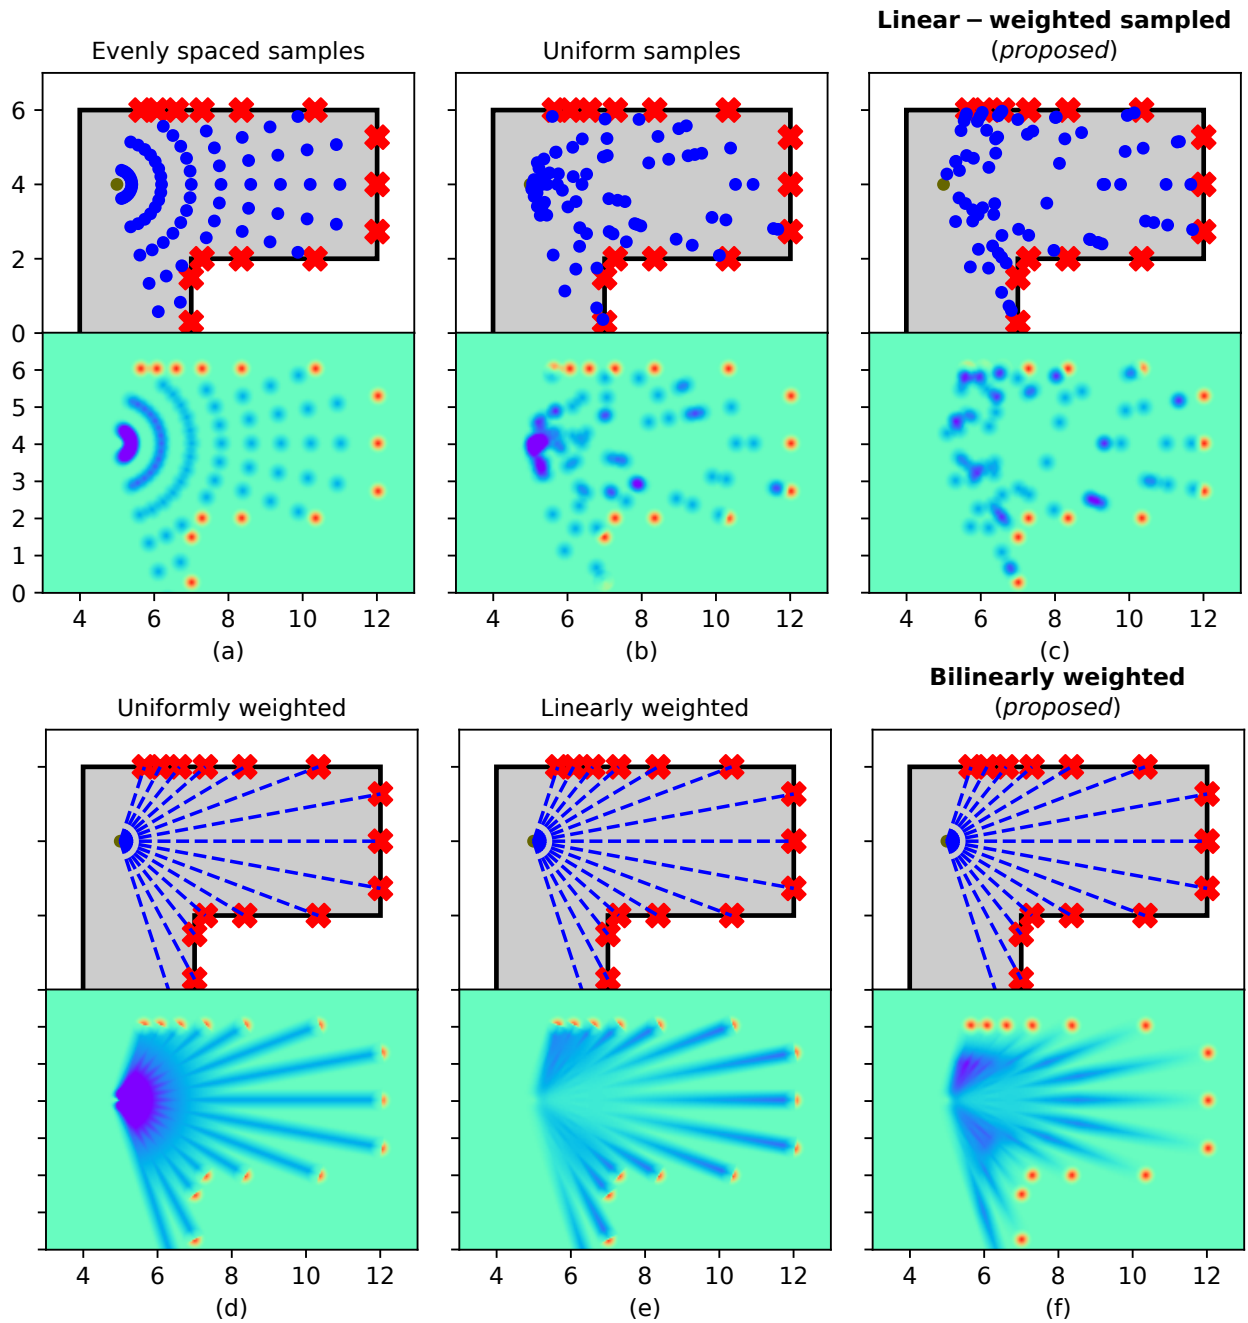 Evenly spaced samples
Uniform samples
Linear − weighted sampled
(proposed)
6
4
2
0
6
5
4
3
2
1
0
4 6 8 10 12
4 6 8 10 12
4 6 8 10 12
(a)
(b)
(c)
Uniformly weighted
Linearly weighted
Bilinearly weighted
(proposed)
4 6 8 10 12
4 6 8 10 12
4 6 8 10 12
(d)
(e)
(f)